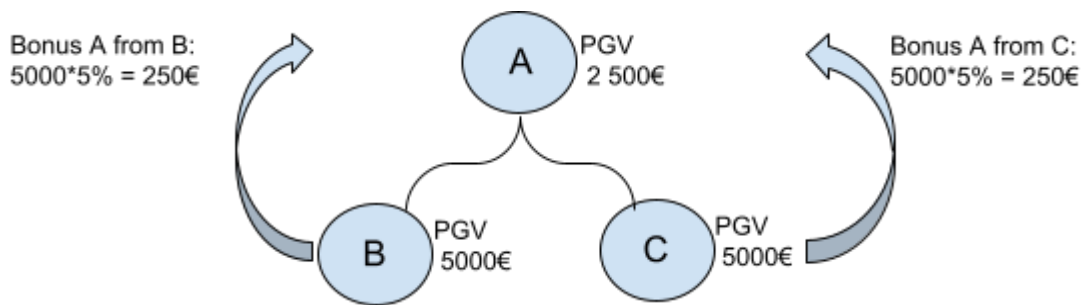 Bonus A from B:
5000*5% = 250€
A
PGV
2 500€
Bonus A from C:
5000*5% = 250€
B
PGV
5000€
C
PGV
5000€